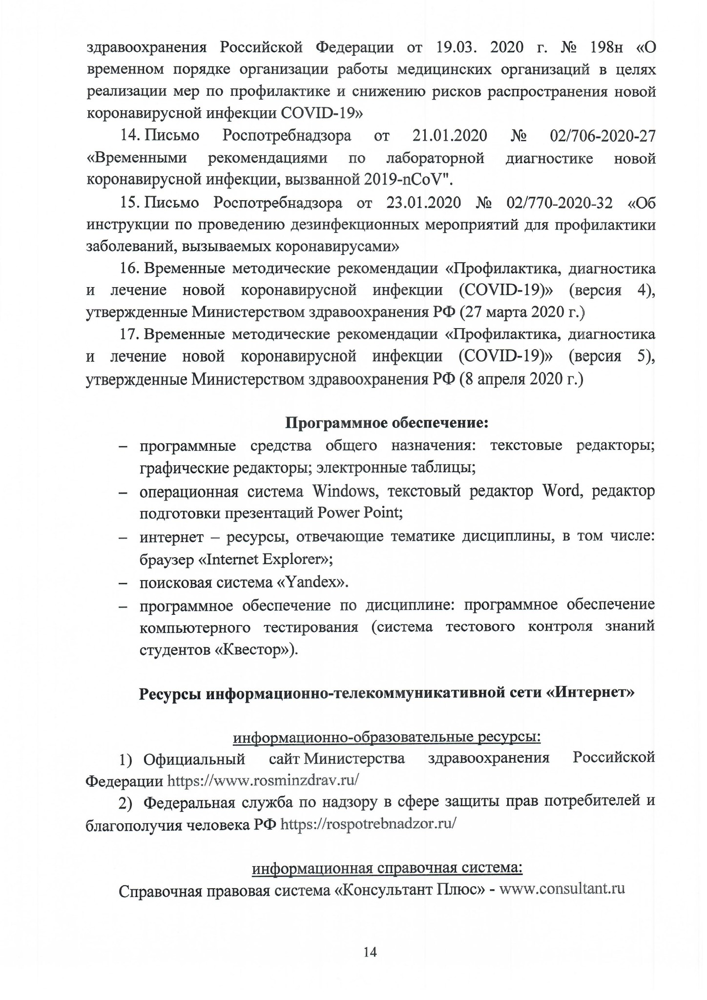 здравоохранения Российской Федерации от 19.03. 2020 г. № 198н «О
временном порядке организации работы медицинских организаций в целях
реализации мер по профилактике и снижению рисков распространения новой
коронавирусной инфекции COVID-19»
14. Письмо Роспотребнадзора от 21.01.2020 № 02/706-2020-27
«Временными рекомендациями по лабораторной диагностике новой
коронавирусной инфекции, вызванной 2019-nCoV".
15. Письмо Роспотребнадзора от 23.01.2020 № 02/770-2020-32 «Об
инструкции по проведению дезинфекционных мероприятий для профилактики
заболеваний, вызываемых коронавирусами»
16. Временные методические рекомендации «Профилактика, диагностика
и лечение новой коронавирусной инфекции (COVID-19)» (версия 4),
утвержденные Министерством здравоохранения РФ (27 марта 2020 г.)
17. Временные методические рекомендации «Профилактика, диагностика
и лечение новой коронавирусной инфекции (COVID-19)» (версия 5),
утвержденные Министерством здравоохранения РФ (8 апреля 2020 г.)
Программное обеспечение:
– программные средства общего назначения: текстовые редакторы;
графические редакторы; электронные таблицы;
– операционная система Windows, текстовый редактор Word, редактор
подготовки презентаций Power Point;
– интернет – ресурсы, отвечающие тематике дисциплины, в том числе:
браузер «Internet Explorer»;
– поисковая система «Yandex».
– программное обеспечение по дисциплине: программное обеспечение
компьютерного тестирования (система тестового контроля знаний
студентов «Квестор»).
Ресурсы информационно-телекоммуникативной сети «Интернет»
информационно-образовательные ресурсы:
1) Официальный сайт Министерства здравоохранения Российской
Федерации https://www.rosminzdrav.ru/
2) Федеральная служба по надзору в сфере защиты прав потребителей и
благополучия человека РФ https://rospotrebnadzor.ru/
информационная справочная система:
Справочная правовая система «Консультант Плюс» - www.consultant.ru
14